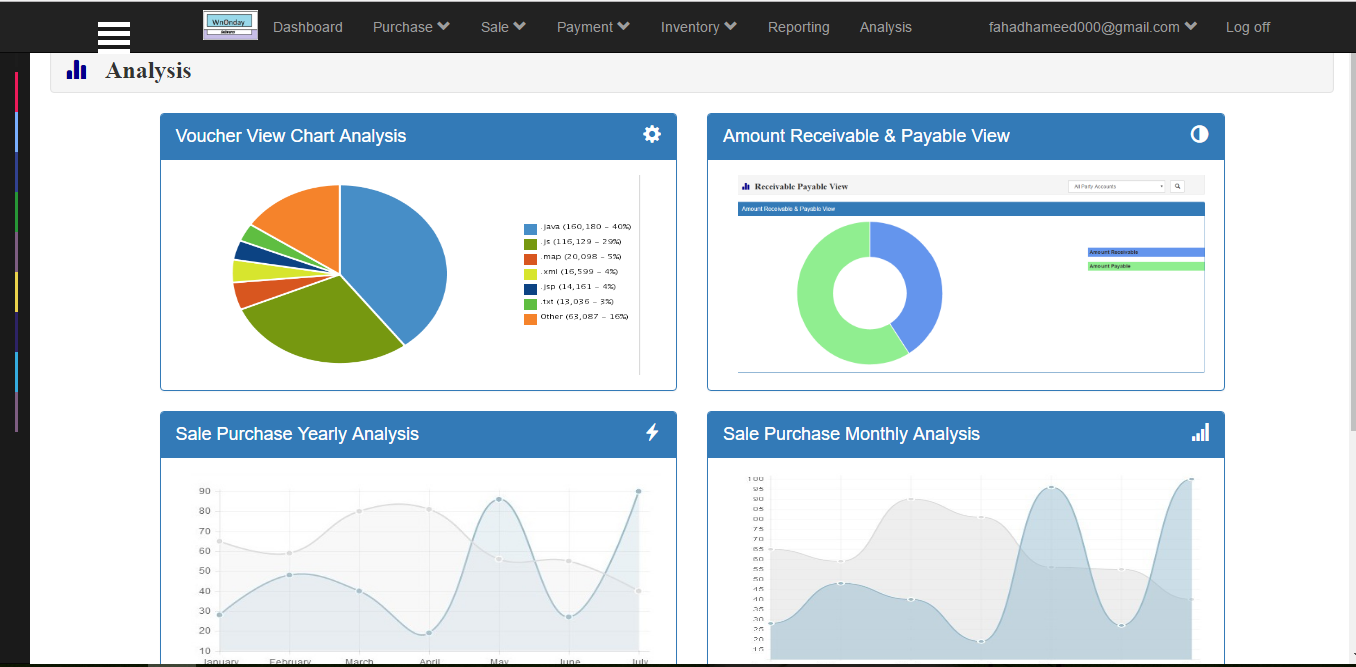 WnOnday
Dashboard Purchase Sale Payment Inventory Reporting Analysis fahadhameed000@gmail.com Log off
Analysis
Voucher View Chart Analysis
.java (160,180 – 40%)
.js (116,129 – 29%)
.map (20,098 – 5%)
.xml (16,599 – 4%)
.jsp (14,161 – 4%)
.txt (13,036 – 3%)
Other (63,087 – 16%)
Amount Receivable & Payable View
Receivable Payable View
All Party Accounts
Amount Receivable & Payable View
Amount Receivable
Amount Payable
Sale Purchase Yearly Analysis
90
80
70
60
50
40
30
20
10
January February March April May June July
Sale Purchase Monthly Analysis
100
95
90
85
80
75
70
65
60
55
50
45
40
35
30
25
20
15